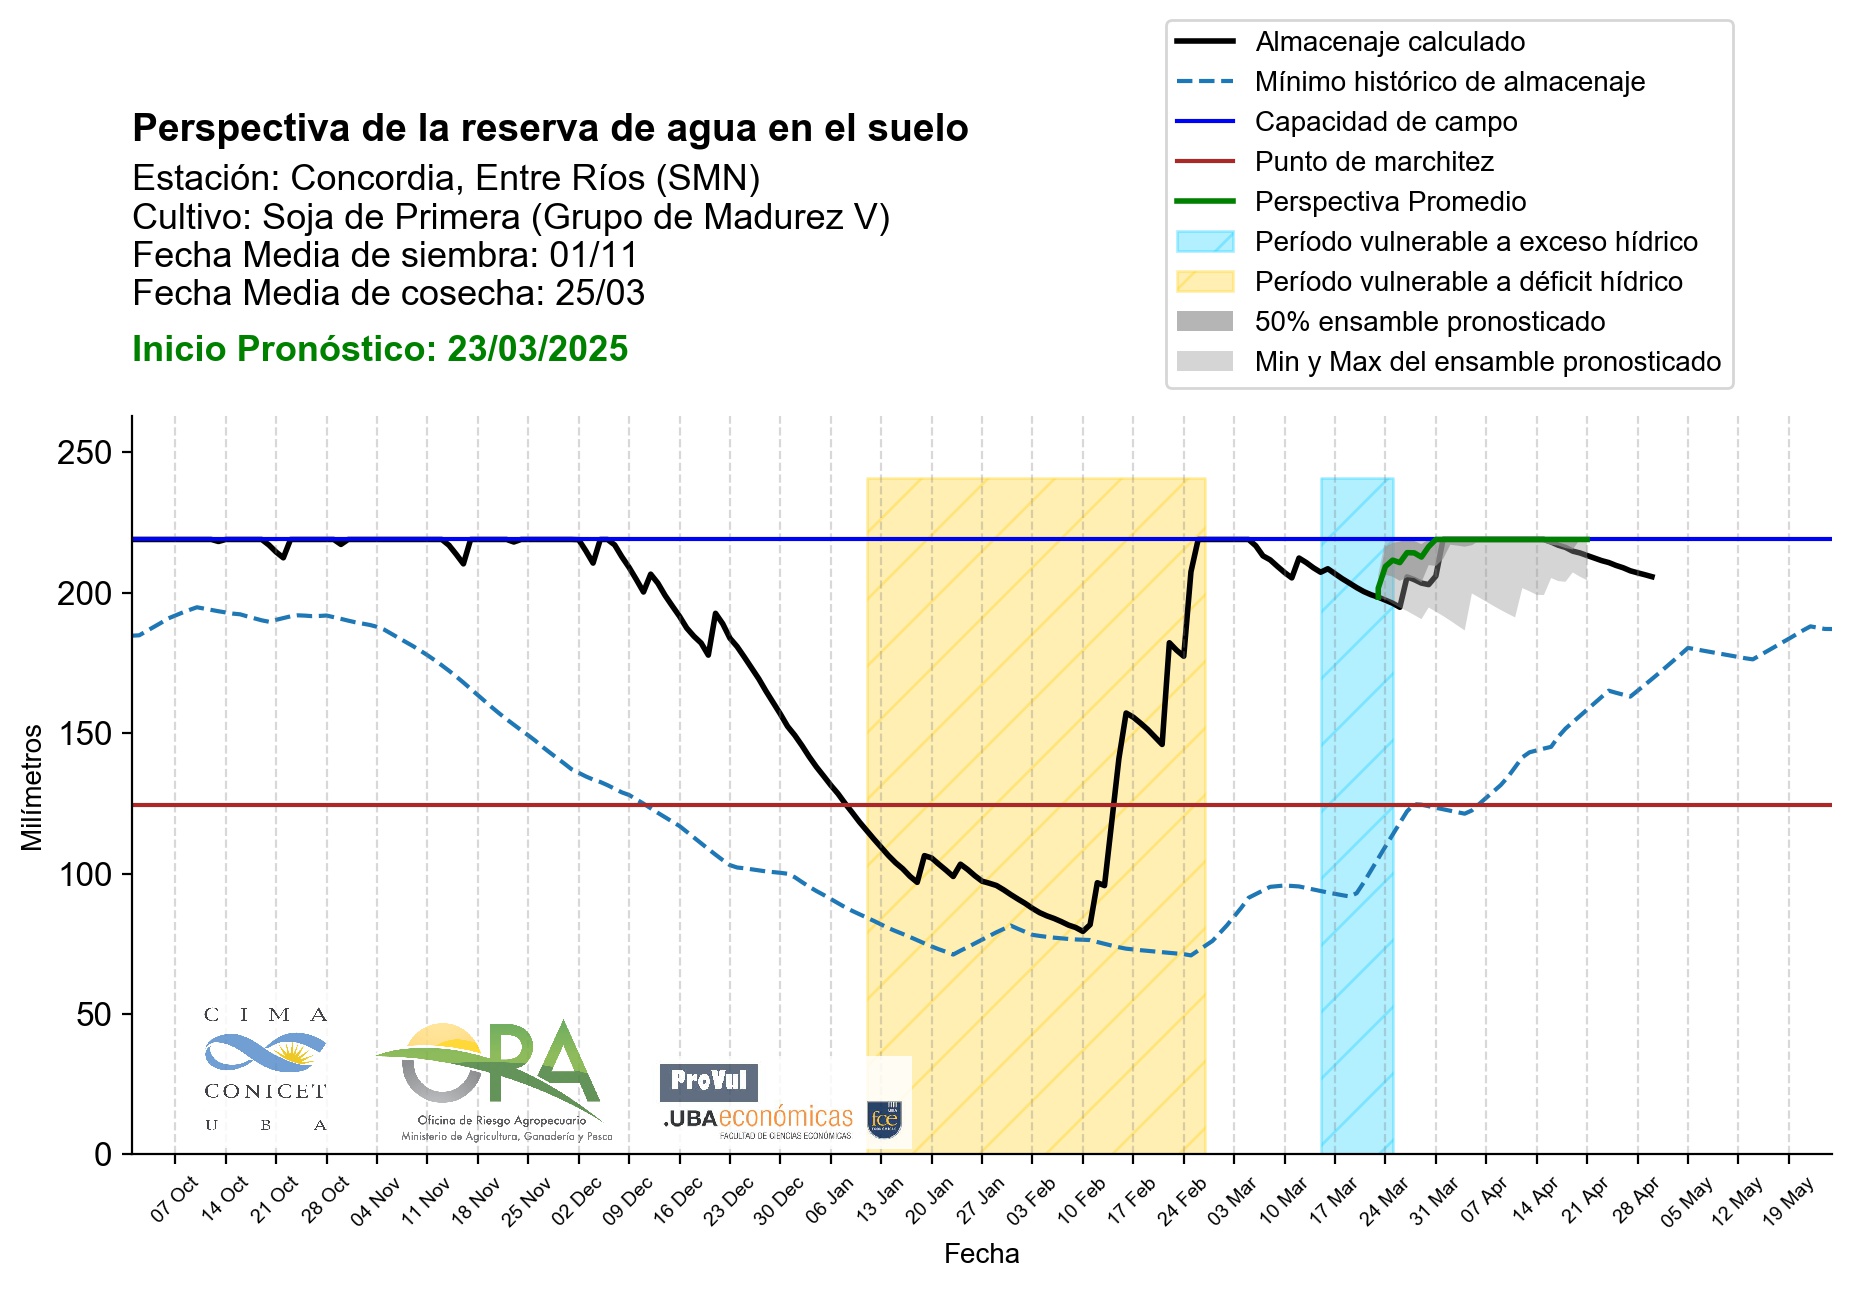 Almacenaje calculado
Mínimo histórico de almacenaje
Capacidad de campo
Punto de marchitez
Perspectiva Promedio
Período vulnerable a exceso hídrico
Período vulnerable a déficit hídrico
50% ensamble pronosticado
Min y Max del ensamble pronosticado
Perspectiva de la reserva de agua en el suelo
Estación: Concordia, Entre Ríos (SMN)
Cultivo: Soja de Primera (Grupo de Madurez V)
Fecha Media de siembra: 01/11
Fecha Media de cosecha: 25/03
Inicio Pronóstico: 23/03/2025
250
200
150
100
50
0
Milímetros
CIMA
CONICET
UBA
OPA
Oficina de Riesgo Agropecuario
Ministerio de Agricultura, Ganadería y Pesca
ProVul
.UBAeconómicas
FACULTAD DE CIENCIAS ECONÓMICAS
UBA
fce
07 Oct
14 Oct
21 Oct
28 Oct
04 Nov
11 Nov
18 Nov
25 Nov
02 Dec
09 Dec
16 Dec
23 Dec
30 Dec
06 Jan
13 Jan
20 Jan
27 Jan
03 Feb
10 Feb
17 Feb
24 Feb
03 Mar
10 Mar
17 Mar
24 Mar
31 Mar
07 Apr
14 Apr
21 Apr
28 Apr
05 May
12 May
19 May
Fecha